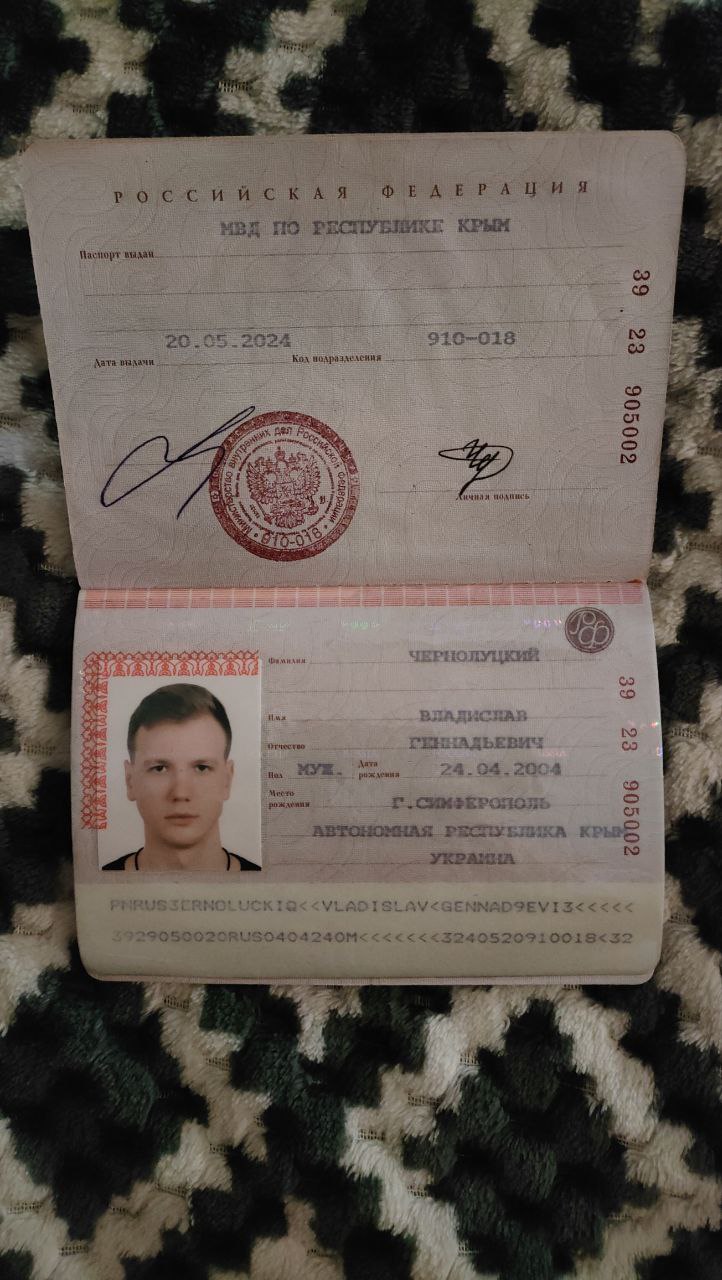 РОССИЙСКАЯ ФЕДЕРАЦИЯ
МВД ПО РЕСПУБЛИКЕ КРЫМ
Паспорт выдан
20.05.2024 910-018
Дата выдачи Код подразделения
39 23 905002
Министерство внутренних дел Российской Федерации
910-018
Личная подпись
Фамилия ЧЕРНОЛУЦКИЙ
Имя ВЛАДИСЛАВ
Отчество ГЕННАДЬЕВИЧ
Пол МУЖ. Дата рождения 24.04.2004
Место рождения Г.СИМФЕРОПОЛЬ
АВТОНОМНАЯ РЕСПУБЛИКА КРЫМ
УКРАИНА
39 23 905002
PNRUS3ERNOLUCKIQ<<VLADISLAV<GENNAD9EVI3<<<<<
3929050020RUS0404240M<<<<<<<3240520910018<32